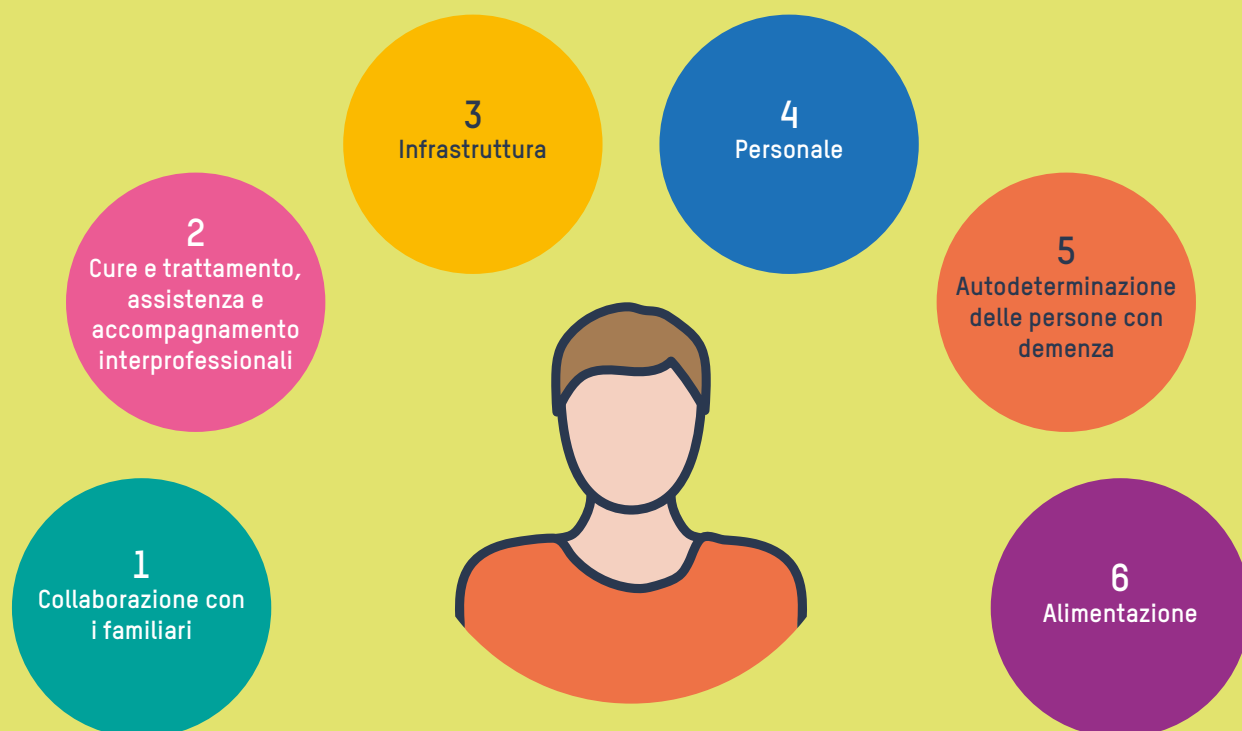 1
Collaborazione con
i familiari
2
Cure e trattamento,
assistenza e
accompagnamento
interprofessionali
3
Infrastruttura
4
Personale
5
Autodeterminazione
delle persone con
demenza
6
Alimentazione